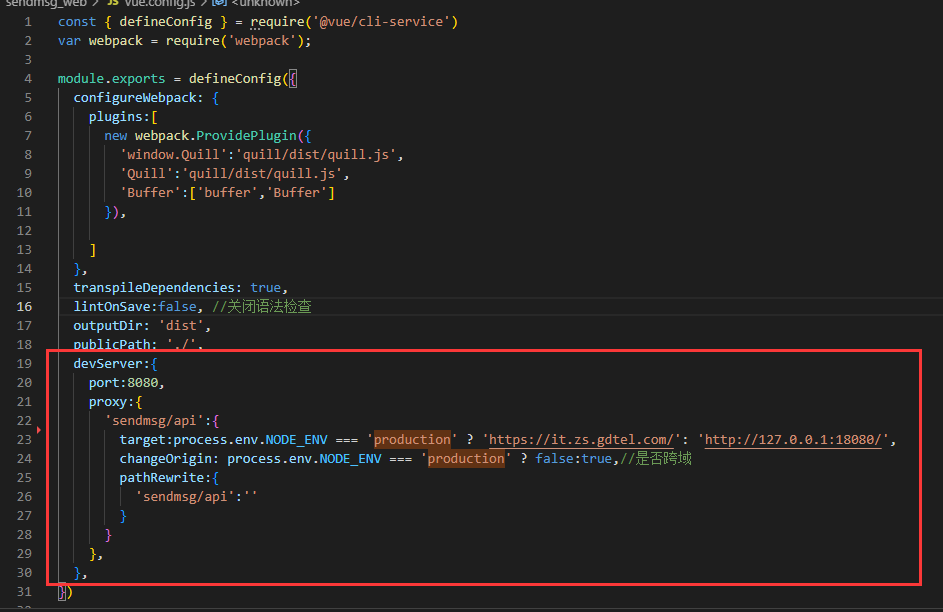 sendmsg_web > JS vue.config.js > <unknown>
1 const { defineConfig } = require('@vue/cli-service')
2 var webpack = require('webpack');
3
4 module.exports = defineConfig({
5 configureWebpack: {
6 plugins:[
7 new webpack.ProvidePlugin({
8 'window.Quill':'quill/dist/quill.js',
9 'Quill':'quill/dist/quill.js',
10 'Buffer':['buffer','Buffer']
11 }),
12
13 ]
14 },
15 transpileDependencies: true,
16 lintOnSave:false, //关闭语法检查
17 outputDir: 'dist',
18 publicPath: './',
19 devServer:{
20 port:8080,
21 proxy:{
22 'sendmsg/api':{
23 target:process.env.NODE_ENV === 'production' ? 'https://it.zs.gdtel.com/': 'http://127.0.0.1:18080/',
24 changeOrigin: process.env.NODE_ENV === 'production' ? false:true,//是否跨域
25 pathRewrite:{
26 'sendmsg/api':''
27 }
28 }
29 },
30 },
31 })